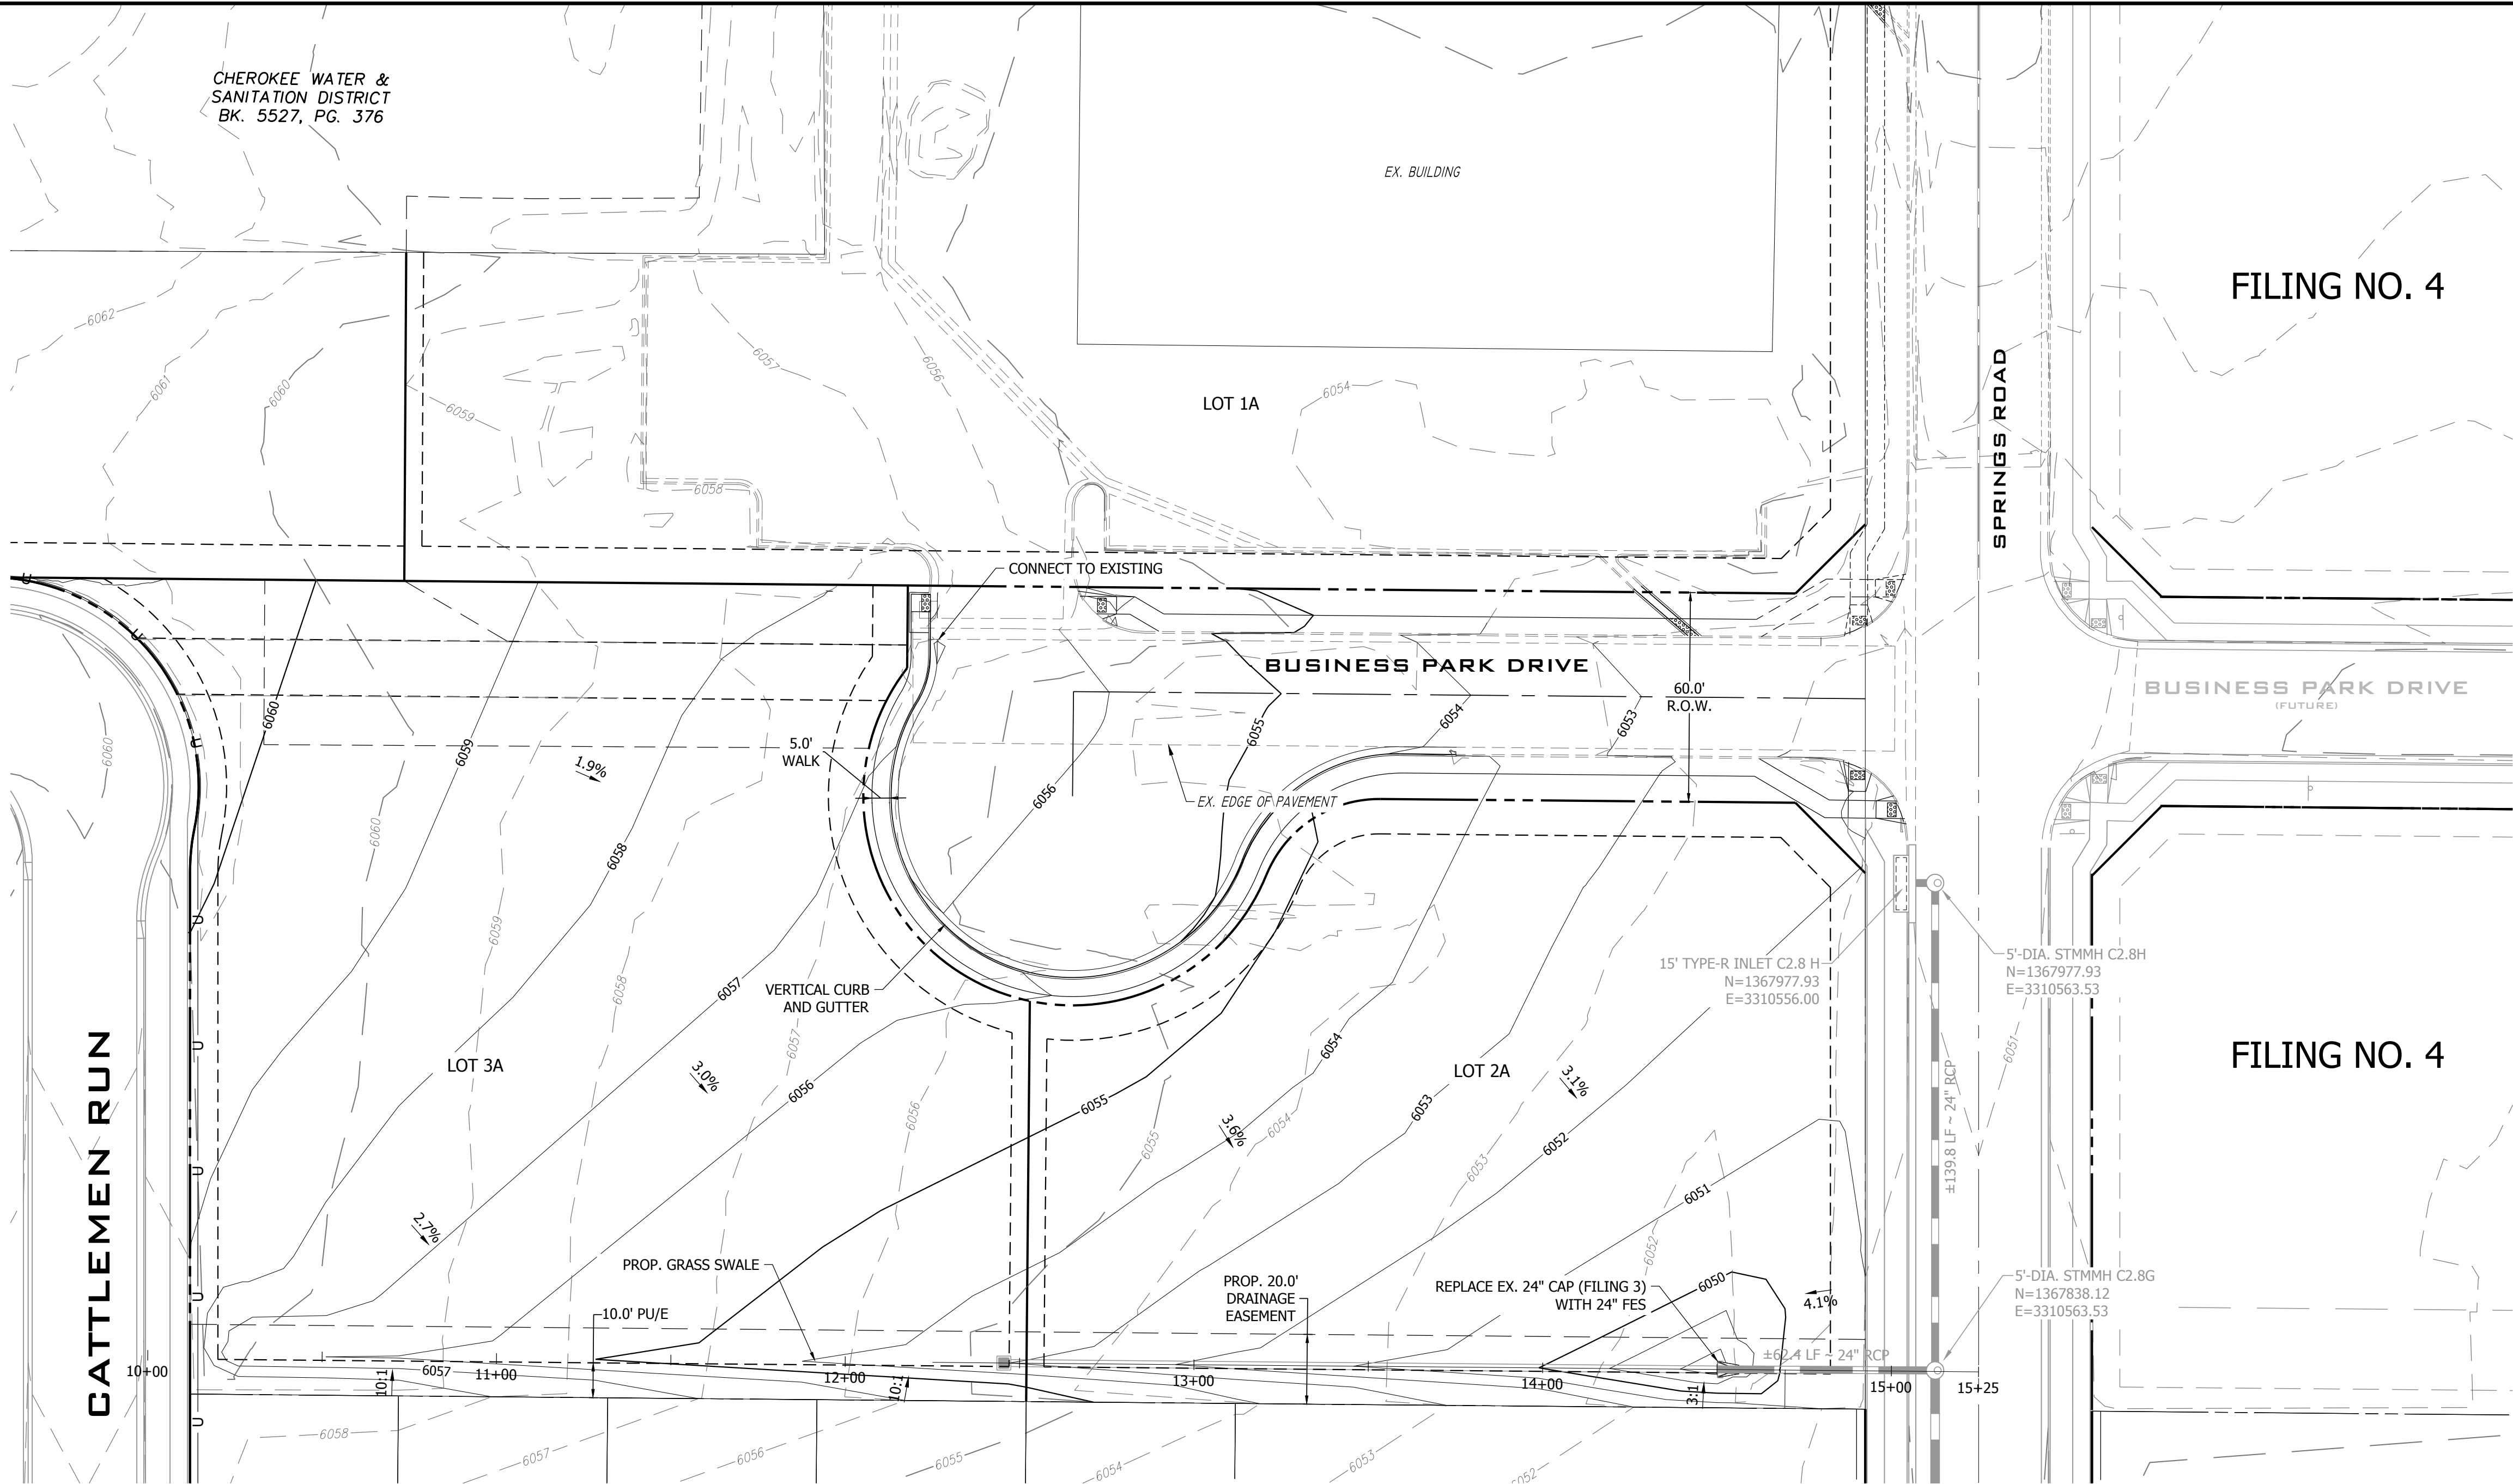 CHEROKEE WATER &
SANITATION DISTRICT
BK. 5527, PG. 376
EX. BUILDING
FILING NO. 4
6062
6061
6060
6059
6057
6056
6058
6054
LOT 1A
SPRINGS ROAD
CONNECT TO EXISTING
BUSINESS PARK DRIVE
60.0'
R.O.W.
BUSINESS PARK DRIVE
(FUTURE)
U
U
U
6060
6059
6060
6060
6058
1.9%
5.0'
WALK
6056
6055
6054
6053
EX. EDGE OF PAVEMENT
6059
6058
6057
6057
VERTICAL CURB
AND GUTTER
15' TYPE-R INLET C2.8 H
N=1367977.93
E=3310556.00
5'-DIA. STMMH C2.8H
N=1367977.93
E=3310563.53
U
U
U
U
U
CATTLEMEN RUN
LOT 3A
3.0%
6056
6056
6055
6055
3.6%
6054
6054
LOT 2A
3.1%
6053
6053
6052
6052
6051
6051
±139.8 LF ~ 24" RCP
FILING NO. 4
2.7%
PROP. GRASS SWALE
10.0' PU/E
PROP. 20.0'
DRAINAGE
EASEMENT
REPLACE EX. 24" CAP (FILING 3)
WITH 24" FES
6050
4.1%
5'-DIA. STMMH C2.8G
N=1367838.12
E=3310563.53
±62.4 LF ~ 24" RCP
10+00
10:1
6057
11+00
12+00
10:1
13+00
14+00
3:1
15+00
15+25
6058
6057
6056
6055
6054
6053
6052